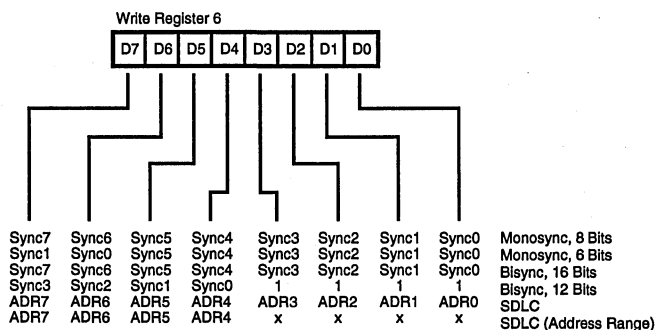 Write Register 6
D7 D6 D5 D4 D3 D2 D1 D0
Sync7 Sync6 Sync5 Sync4 Sync3 Sync2 Sync1 Sync0 Monosync, 8 Bits
Sync1 Sync0 Sync5 Sync4 Sync3 Sync2 Sync1 Sync0 Monosync, 6 Bits
Sync7 Sync6 Sync5 Sync4 Sync3 Sync2 Sync1 Sync0 Bisync, 16 Bits
Sync3 Sync2 Sync1 Sync0 1 1 1 1 Bisync, 12 Bits
ADR7 ADR6 ADR5 ADR4 ADR3 ADR2 ADR1 ADR0 SDLC
ADR7 ADR6 ADR5 ADR4 x x x x SDLC (Address Range)